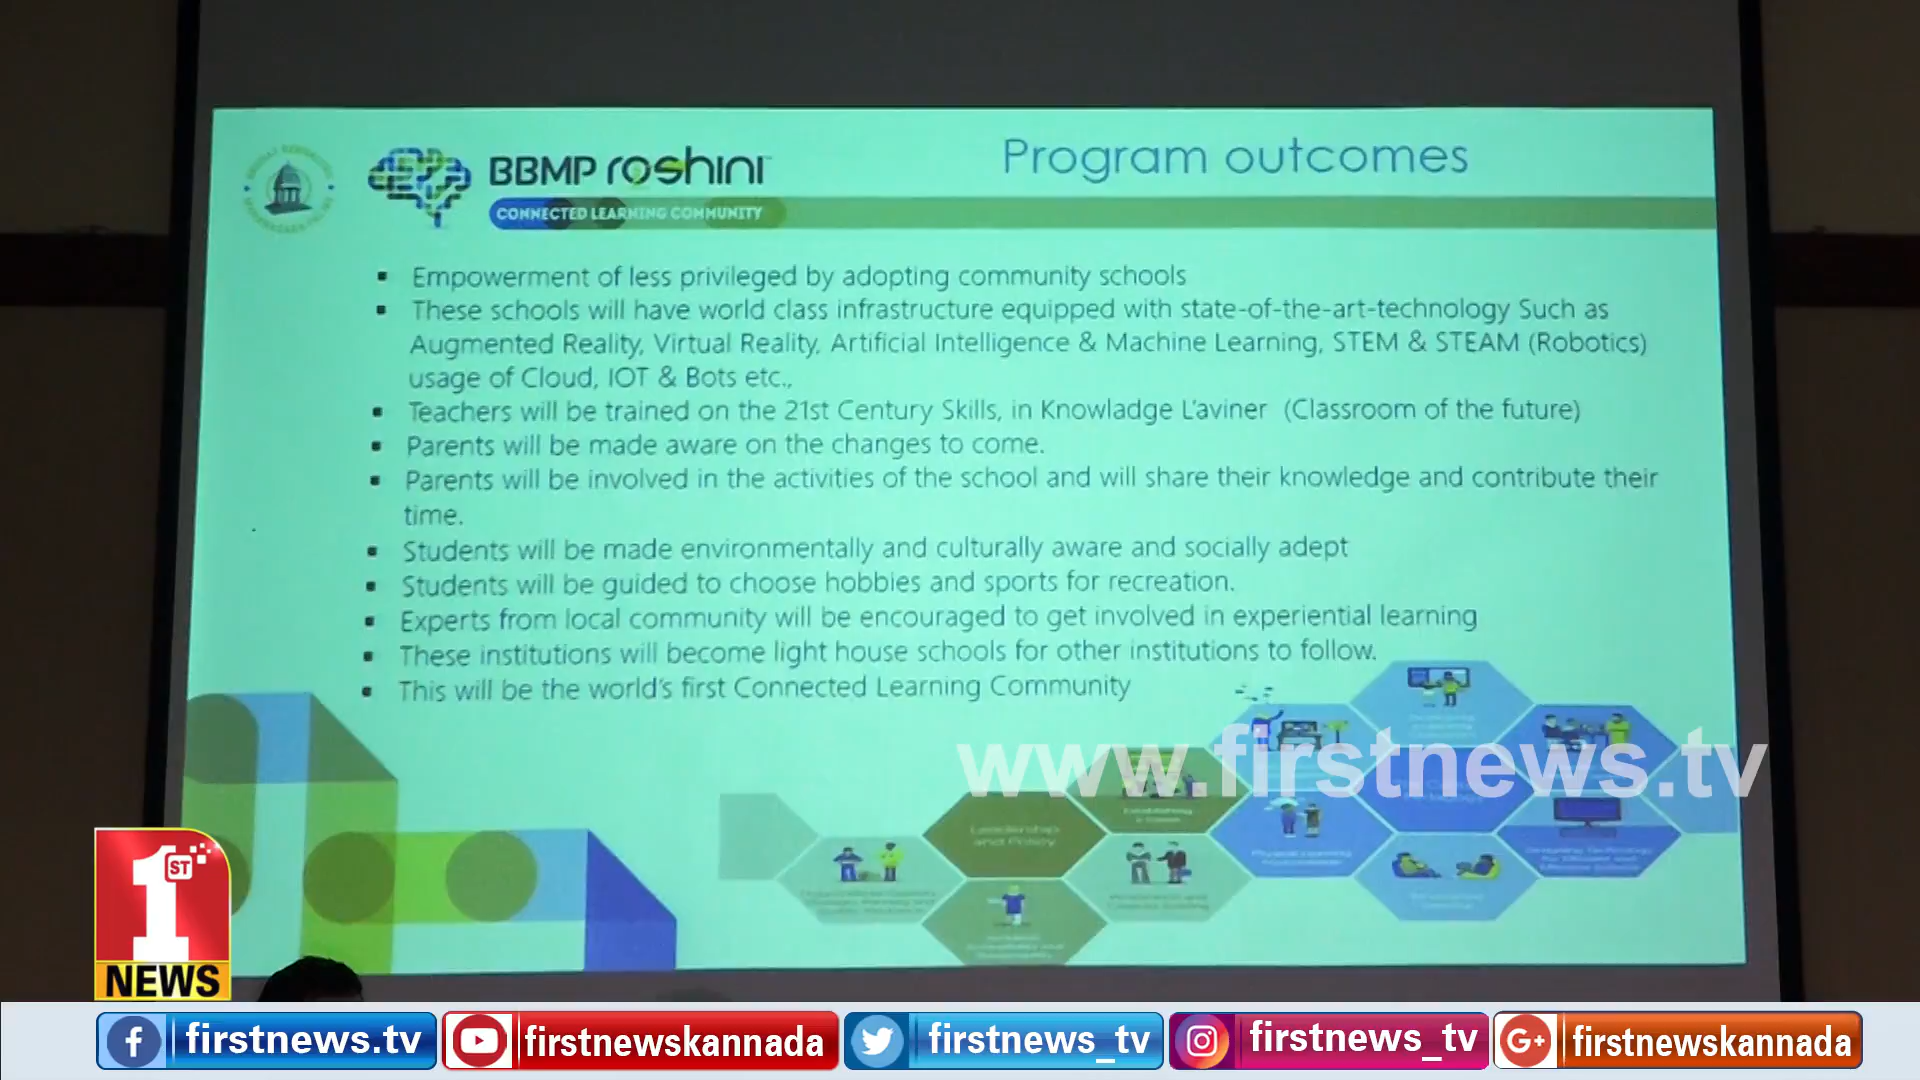 BBMP roshini
CONNECTED LEARNING COMMUNITY
Program outcomes
▪ Empowerment of less privileged by adopting community schools
▪ These schools will have world class infrastructure equipped with state-of-the-art-technology Such as
Augmented Reality, Virtual Reality, Artificial Intelligence & Machine Learning, STEM & STEAM (Robotics)
usage of Cloud, IOT & Bots etc.,
▪ Teachers will be trained on the 21st Century Skills, in Knowladge L'aviner (Classroom of the future)
▪ Parents will be made aware on the changes to come.
▪ Parents will be involved in the activities of the school and will share their knowledge and contribute their
time.
▪ Students will be made environmentally and culturally aware and socially adept
▪ Students will be guided to choose hobbies and sports for recreation.
▪ Experts from local community will be encouraged to get involved in experiential learning
▪ These institutions will become light house schools for other institutions to follow.
▪ This will be the world's first Connected Learning Community
www.firstnews.tv
Leadership
and Policy
1ST
NEWS
firstnews.tv
firstnewskannada
firstnews_tv
firstnews_tv
G+ firstnewskannada